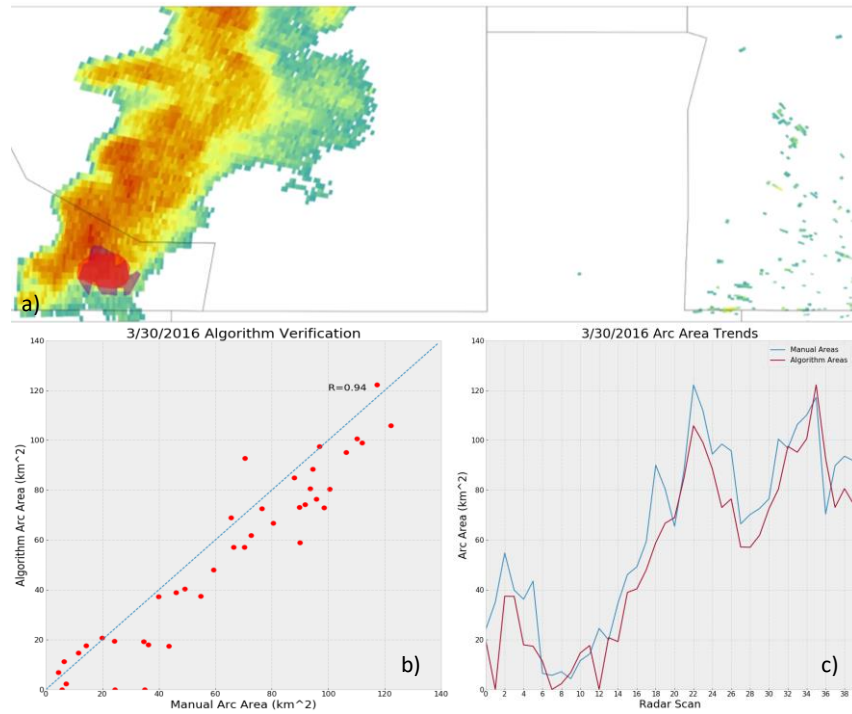 a)
3/30/2016 Algorithm Verification
140
120
100
80
60
40
20
0
Algorithm Arc Area (km^2)
R=0.94
b)
0 20 40 60 80 100 120 140
Manual Arc Area (km^2)
3/30/2016 Arc Area Trends
Manual Areas
Algorithm Areas
140
120
100
80
60
40
20
0
Arc Area (km^2)
c)
0 2 4 6 8 10 12 14 16 18 20 22 24 26 28 30 32 34 36 38
Radar Scan